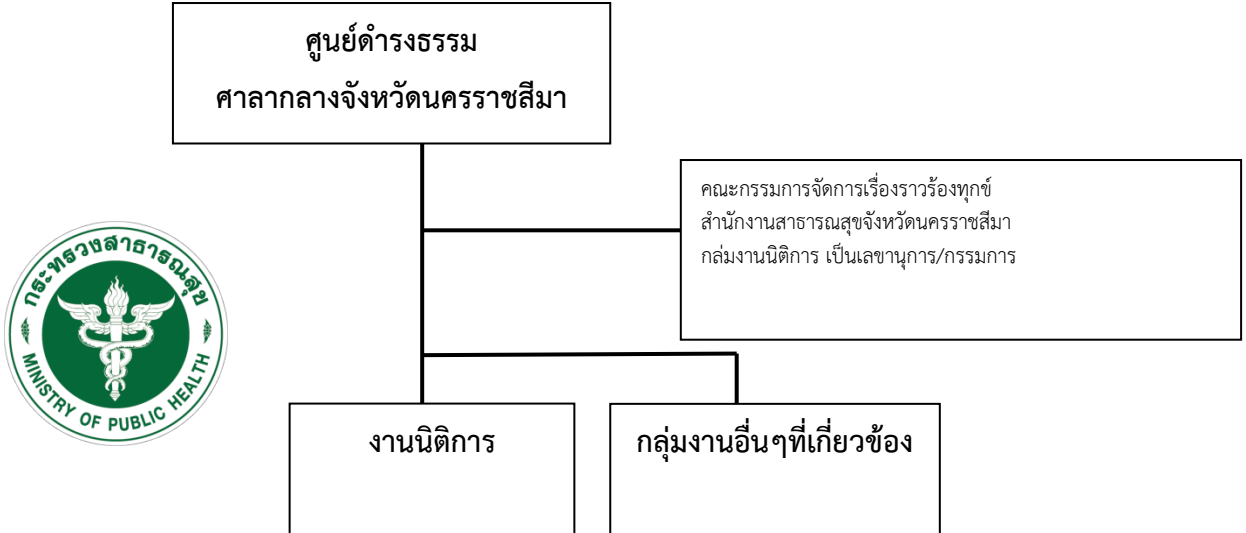 ศูนย์ดำรงธรรม
ศาลากลางจังหวัดนครราชสีมา
คณะกรรมการจัดการเรื่องราวร้องทุกข์
สำนักงานสาธารณสุขจังหวัดนครราชสีมา
กล่มงานนิติการ เป็นเลขานุการ/กรรมการ
กระทรวงสาธารณสุข
MINISTRY OF PUBLIC HEALTH
งานนิติการ
กลุ่มงานอื่นๆที่เกี่ยวข้อง